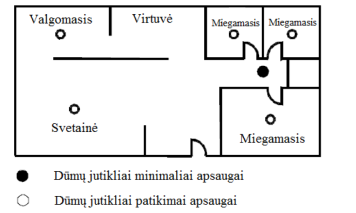 Valgomasis
Virtuvė
Miegamasis
Miegamasis
Svetainė
Miegamasis
Dūmų jutikliai minimaliai apsaugai
Dūmų jutikliai patikimai apsaugai